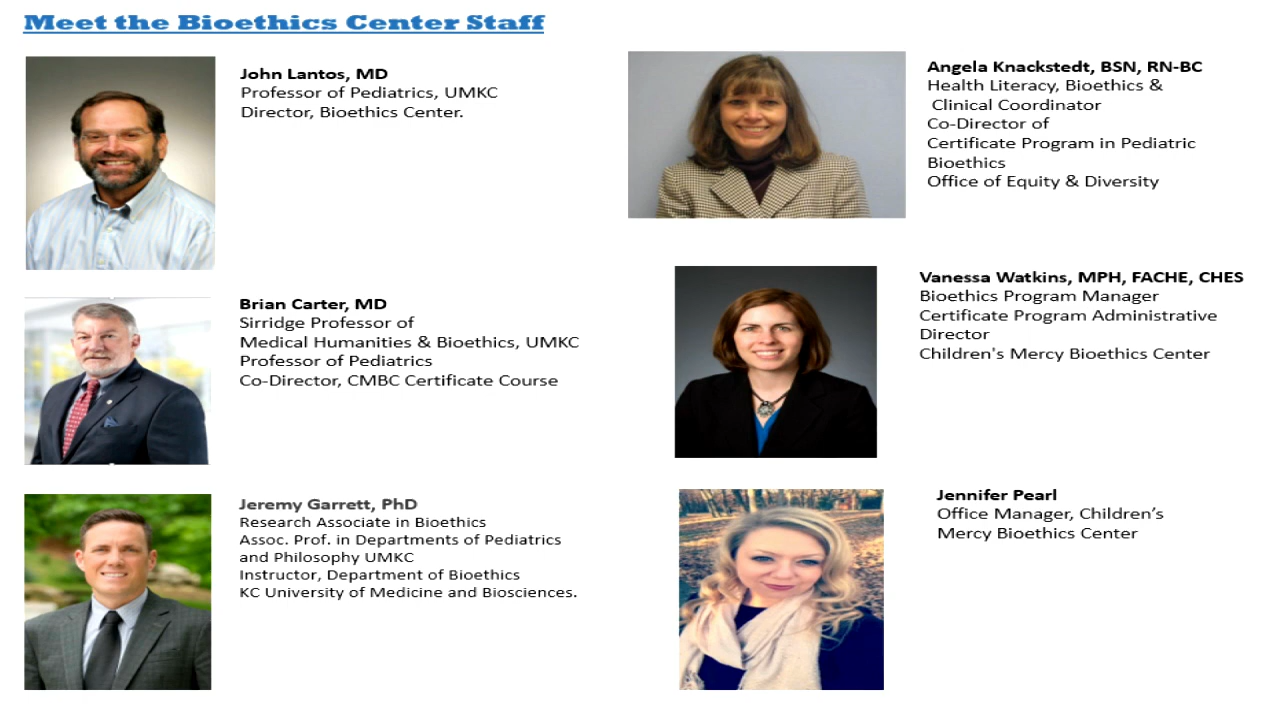 Meet the Bioethics Center Staff
John Lantos, MD
Professor of Pediatrics, UMKC
Director, Bioethics Center.
Brian Carter, MD
Sirridge Professor of
Medical Humanities & Bioethics, UMKC
Professor of Pediatrics
Co-Director, CMBC Certificate Course
Jeremy Garrett, PhD
Research Associate in Bioethics
Assoc. Prof. in Departments of Pediatrics
and Philosophy UMKC
Instructor, Department of Bioethics
KC University of Medicine and Biosciences.
Angela Knackstedt, BSN, RN-BC
Health Literacy, Bioethics &
Clinical Coordinator
Co-Director of
Certificate Program in Pediatric
Bioethics
Office of Equity & Diversity
Vanessa Watkins, MPH, FACHE, CHES
Bioethics Program Manager
Certificate Program Administrative
Director
Children's Mercy Bioethics Center
Jennifer Pearl
Office Manager, Children’s
Mercy Bioethics Center